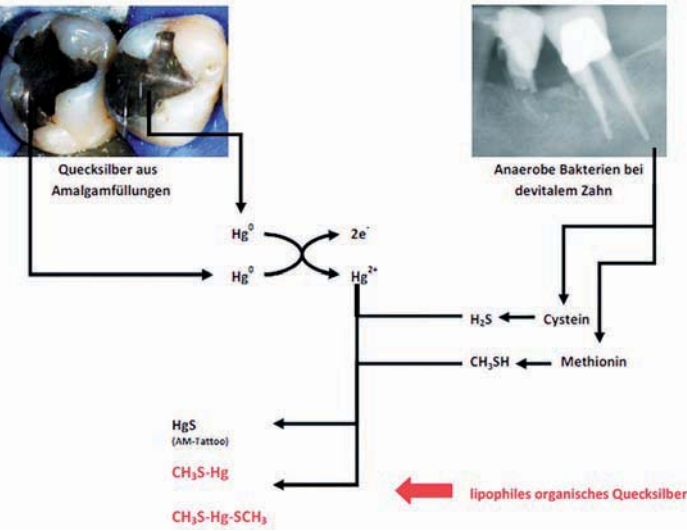 Quecksilber aus
Amalgamfüllungen
Anaerobe Bakterien bei
devitalem Zahn
Hg⁰ 2e⁻
Hg⁰ Hg²⁺
H₂S Cystein
CH₃SH Methionin
HgS
(AM-Tattoo)
CH₃S-Hg
lipophiles organisches Quecksilber
CH₃S-Hg-SCH₃